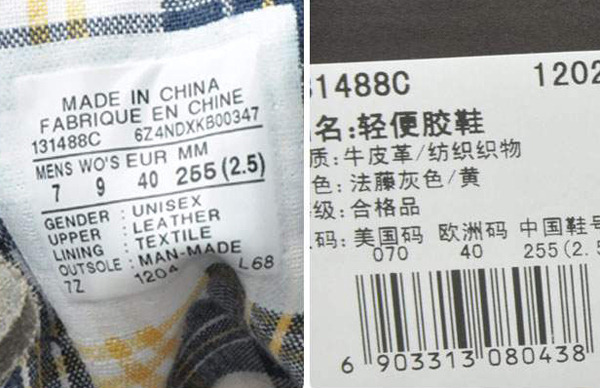 MADE IN CHINA
FABRIQUE EN CHINE
131488C 6Z4NDXKB00347
MENS WO'S EUR MM
7 9 40 255 (2.5)
GENDER : UNISEX
UPPER : LEATHER
LINING : TEXTILE
OUTSOLE : MAN-MADE
7Z 1204 L68
31488C 1202
名:轻便胶鞋
质:牛皮革/纺织织物
色:法藤灰色/黄
级:合格品
码:美国码 欧洲码 中国鞋号
070 40 255(2.5
6 903313 080438